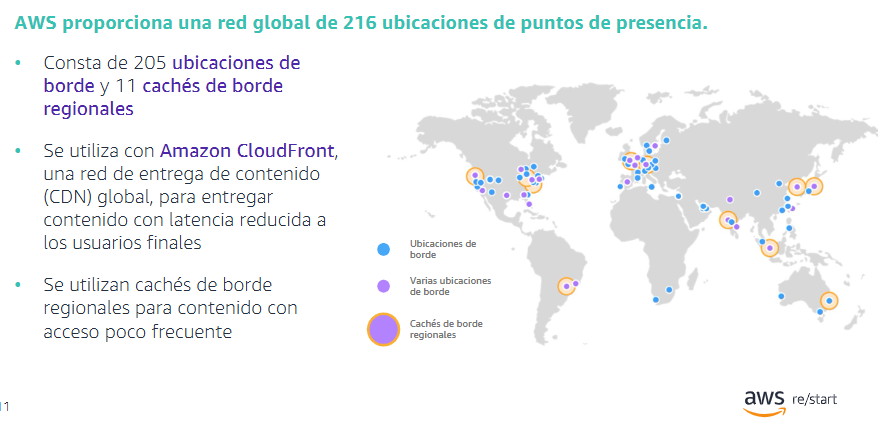 AWS proporciona una red global de 216 ubicaciones de puntos de presencia.
• Consta de 205 ubicaciones de
borde y 11 cachés de borde
regionales
• Se utiliza con Amazon CloudFront,
una red de entrega de contenido
(CDN) global, para entregar
contenido con latencia reducida a
los usuarios finales
• Se utilizan cachés de borde
regionales para contenido con
acceso poco frecuente
Ubicaciones de
borde
Varias ubicaciones
de borde
Cachés de borde
regionales
11
aws re/start